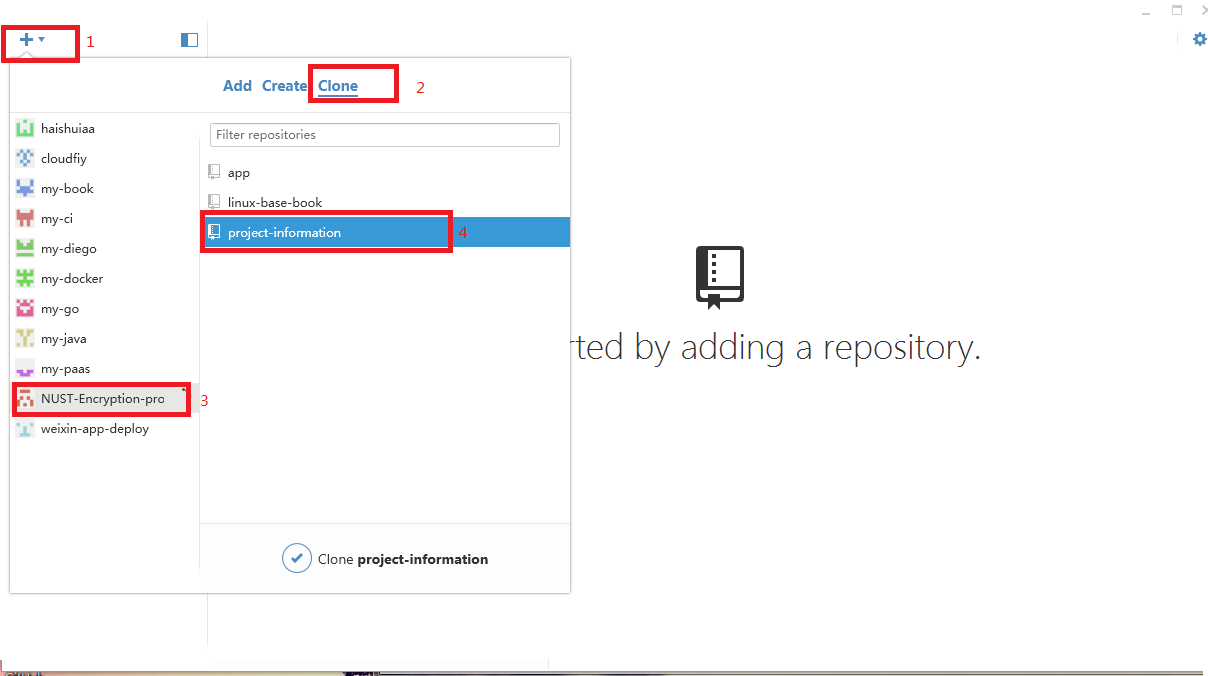 1
Add Create Clone
2
haishuiaa
cloudfiy
my-book
my-ci
my-diego
my-docker
my-go
my-java
my-paas
NUST-Encryption-pro
3
weixin-app-deploy
Filter repositories
app
linux-base-book
project-information
4
Clone project-information
rted by adding a repository.